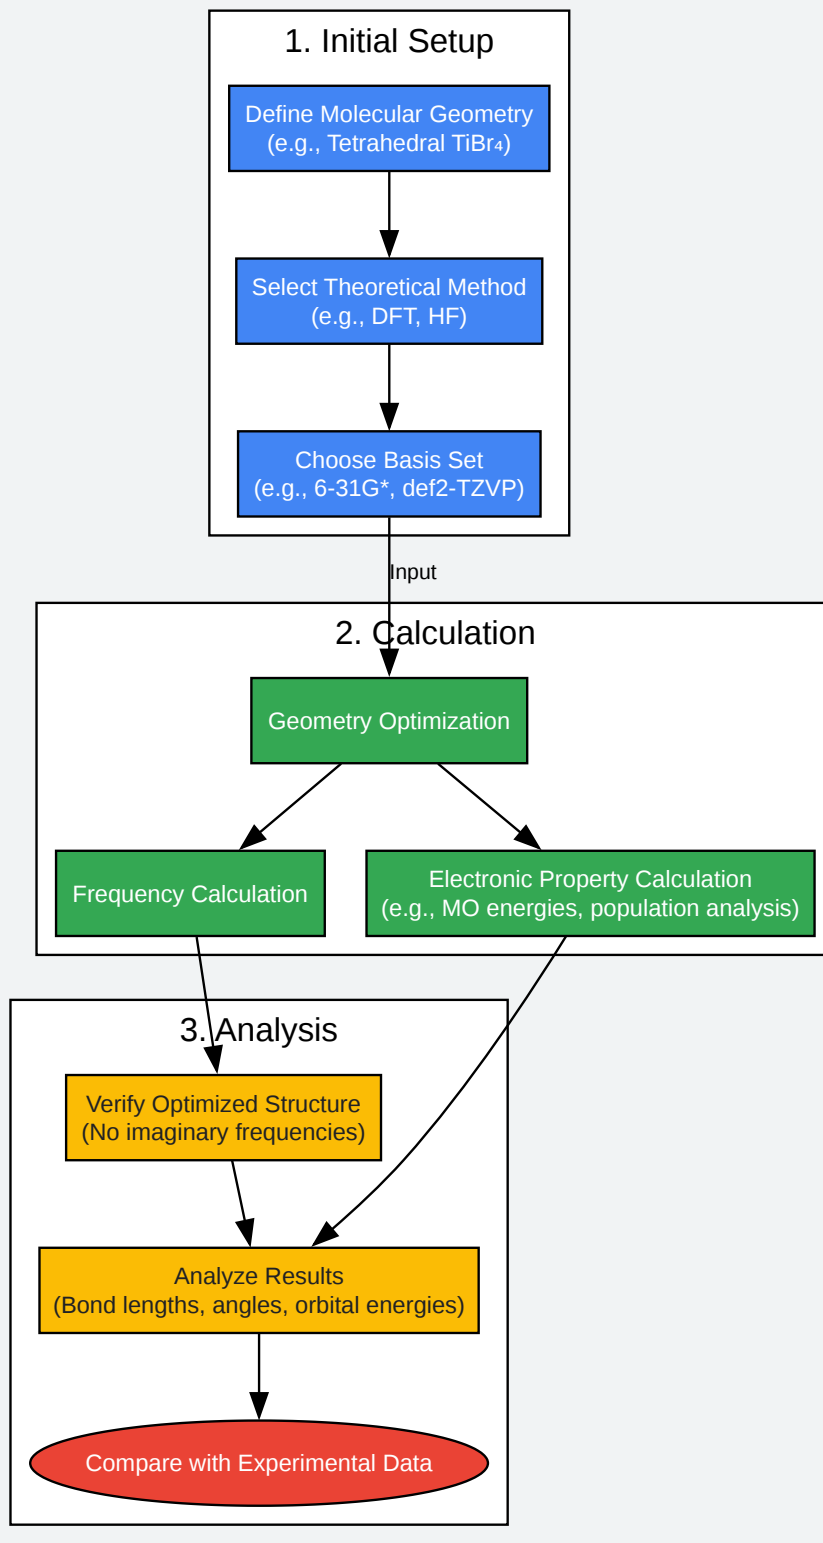 1. Initial Setup
Define Molecular Geometry
(e.g., Tetrahedral TiBr₄)
Select Theoretical Method
(e.g., DFT, HF)
Choose Basis Set
(e.g., 6-31G*, def2-TZVP)
Input
2. Calculation
Geometry Optimization
Frequency Calculation
Electronic Property Calculation
(e.g., MO energies, population analysis)
3. Analysis
Verify Optimized Structure
(No imaginary frequencies)
Analyze Results
(Bond lengths, angles, orbital energies)
Compare with Experimental Data